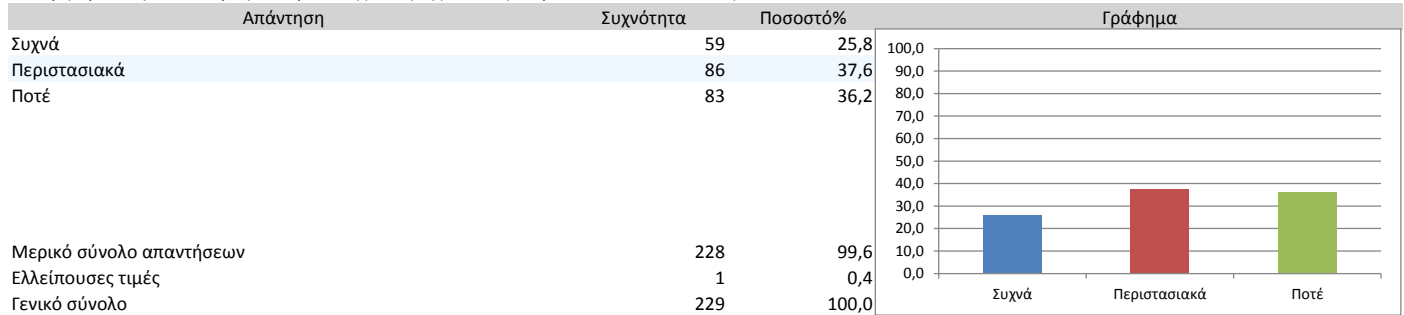 Απάντηση Συχνότητα Ποσοστό% Γράφημα
Συχνά 59 25,8
Περιστασιακά 86 37,6
Ποτέ 83 36,2
Μερικό σύνολο απαντήσεων 228 99,6
Ελλείπουσες τιμές 1 0,4
Γενικό σύνολο 229 100,0
100,0
90,0
80,0
70,0
60,0
50,0
40,0
30,0
20,0
10,0
0,0
Συχνά Περιστασιακά Ποτέ